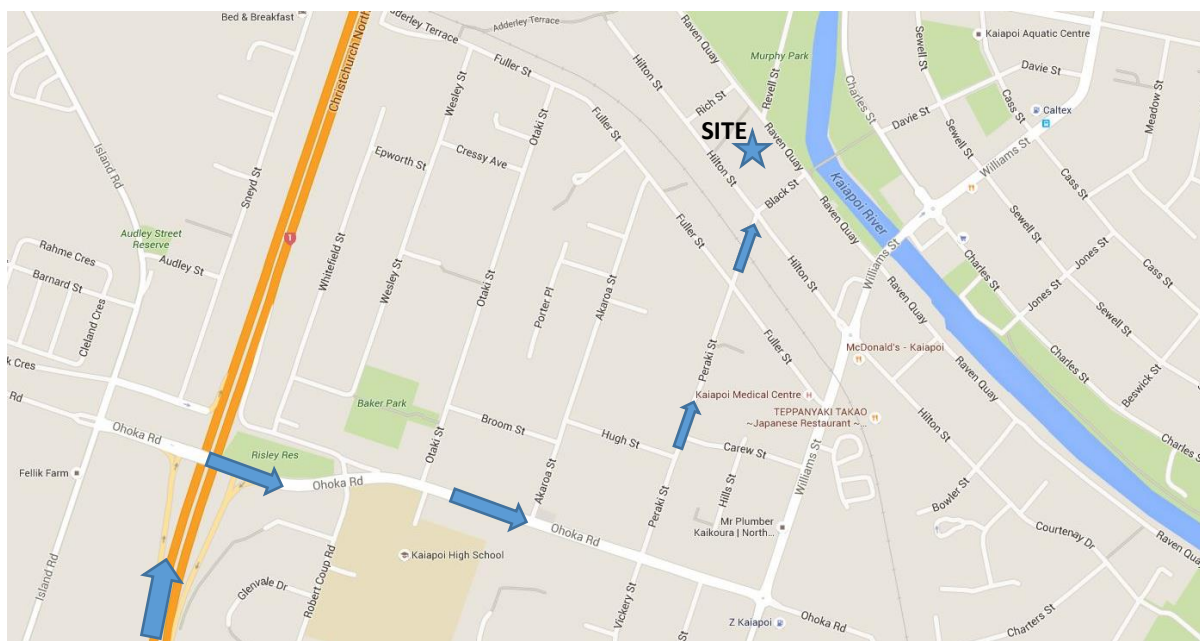 Bed & Breakfast
Adderley Terrace
Adderley Terrace
Christchurch North
Fuller St
Wesley St
Otaki St
Fuller St
Hilton St
Rich St
Raven Quay
Murphy Park
Revell St
Charles St
Sewell St
Kaiapoi Aquatic Centre
Davie St
Cass St
Caltex
Meadow St
Davie St
Williams St
SITE
Island Rd
Sneyd St
Epworth St
Cressy Ave
Hilton St
Raven Quay
Black St
Kaiapoi River
Sewell St
Cass St
Audley Street
Reserve
Audley St
1
Whitefield St
Wesley St
Otaki St
Porter Pl
Akaroa St
Fuller St
Hilton St
Raven Quay
Williams St
Charles St
Sewell St
Jones St
Cass St
Jones St
Rahme Cres
Barnard St
Cleland Cres
Raven Quay
Sewell St
McDonald's - Kaiapoi
Fuller St
Peraki St
Charles St
Beswick St
k Cres
Rd
Baker Park
Kaiapoi Medical Centre
TEPPANYAKI TAKAO
~Japanese Restaurant ~...
Raven Quay
Hilton St
Charles St
Ohoka Rd
Risley Res
Broom St
Hugh St
Carew St
Williams St
Fellik Farm
Ohoka Rd
Otaki St
Akaroa St
Peraki St
Hills St
Bowler St
Courtenay Dr
Raven Quay
Mr Plumber
Kaikoura | North...
Ohoka Rd
Kaiapoi High School
Island Rd
Glenvale Dr
Robert Coup Rd
Vickery St
Z Kaiapoi
Ohoka Rd
Charters St